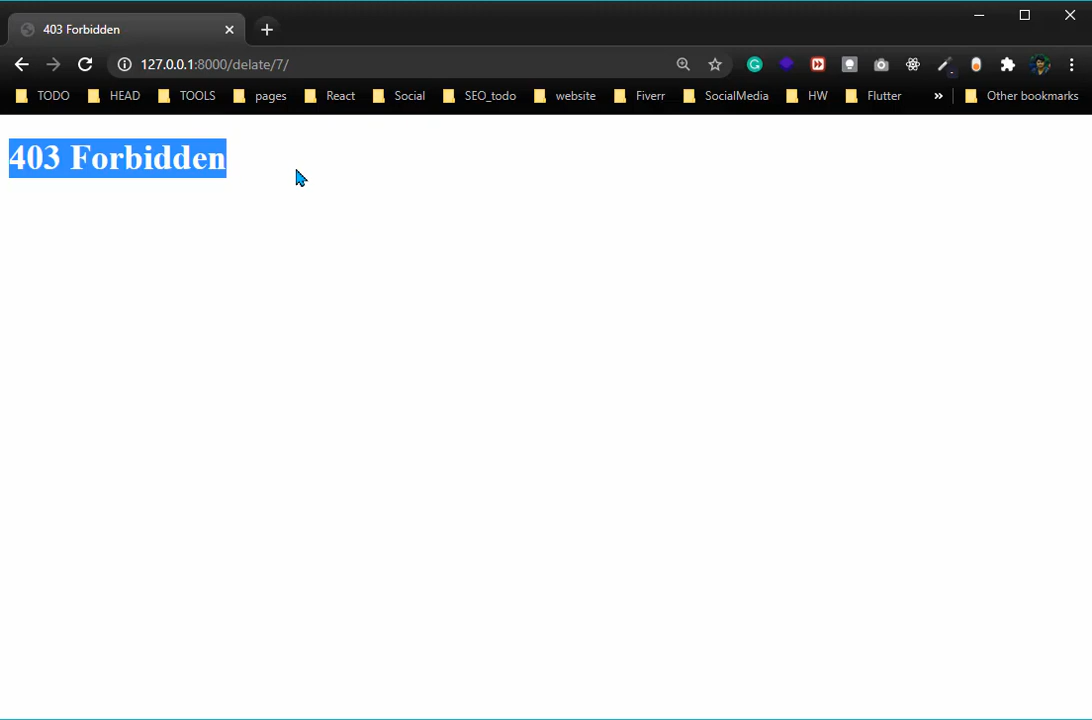 403 Forbidden
127.0.0.1:8000/delate/7/
TODO HEAD TOOLS pages React Social SEO_todo website Fiverr SocialMedia HW Flutter » Other bookmarks
403 Forbidden